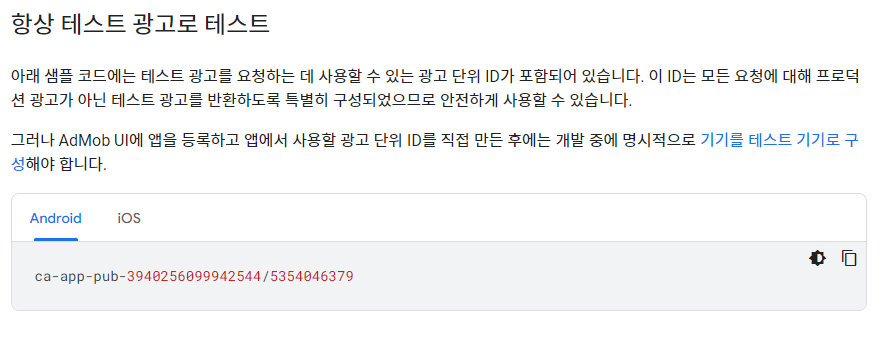 항상 테스트 광고로 테스트
아래 샘플 코드에는 테스트 광고를 요청하는 데 사용할 수 있는 광고 단위 ID가 포함되어 있습니다. 이 ID는 모든 요청에 대해 프로덕
션 광고가 아닌 테스트 광고를 반환하도록 특별히 구성되었으므로 안전하게 사용할 수 있습니다.
그러나 AdMob UI에 앱을 등록하고 앱에서 사용할 광고 단위 ID를 직접 만든 후에는 개발 중에 명시적으로 기기를 테스트 기기로 구
성해야 합니다.
Android iOS
ca-app-pub-3940256099942544/5354046379